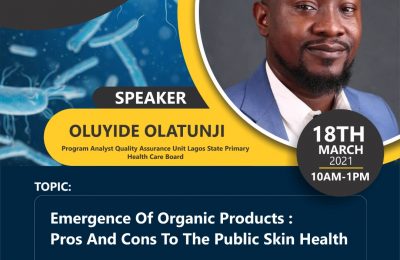 SPEAKER
OLUYIDE OLATUNJI
Program Analyst Quality Assurance Unit Lagos State Primary
Health Care Board
18TH
MARCH
2021
10AM-1PM
TOPIC:
Emergence Of Organic Products :
Pros And Cons To The Public Skin Health